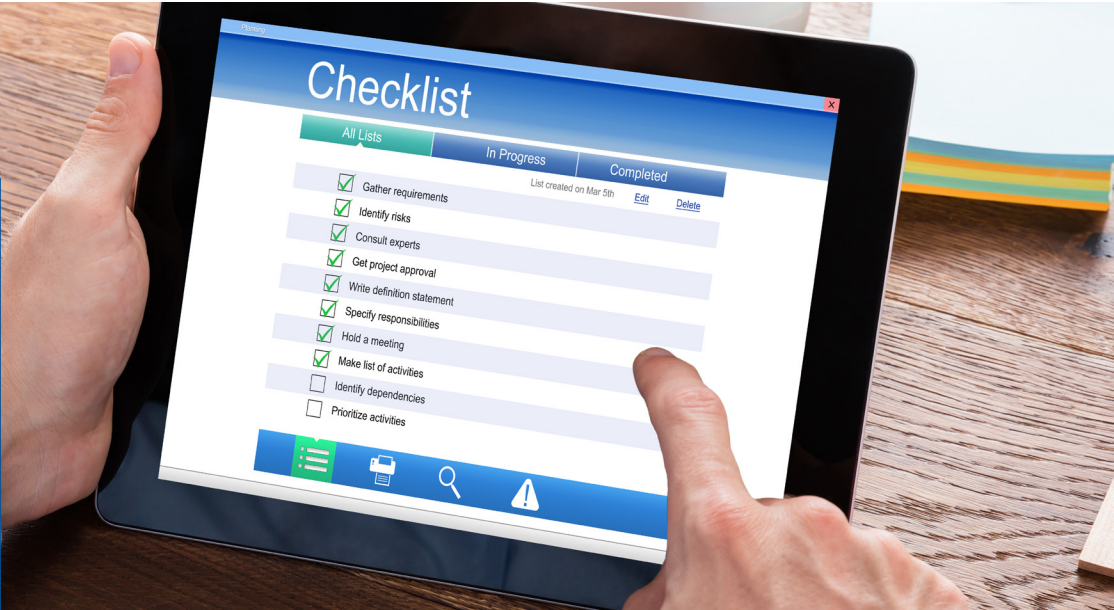 Planning
Checklist
All Lists In Progress Completed
List created on Mar 5th Edit Delete
Gather requirements
Identify risks
Consult experts
Get project approval
Write definition statement
Specify responsibilities
Hold a meeting
Make list of activities
Identify dependencies
Prioritize activities